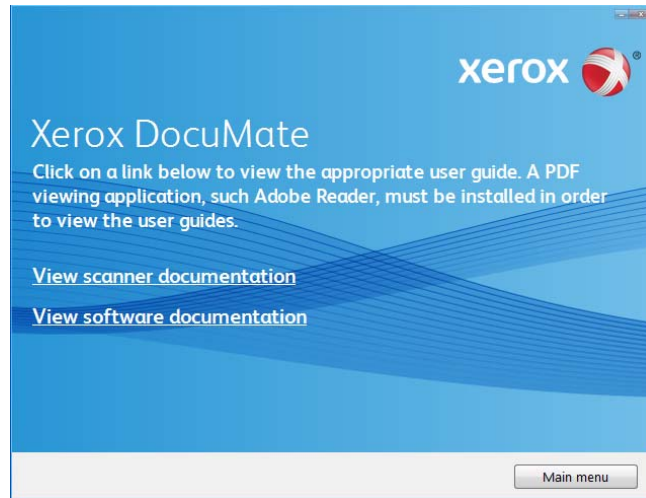 xerox ®
Xerox DocuMate
Click on a link below to view the appropriate user guide. A PDF
viewing application, such Adobe Reader, must be installed in order
to view the user guides.
View scanner documentation
View software documentation
Main menu